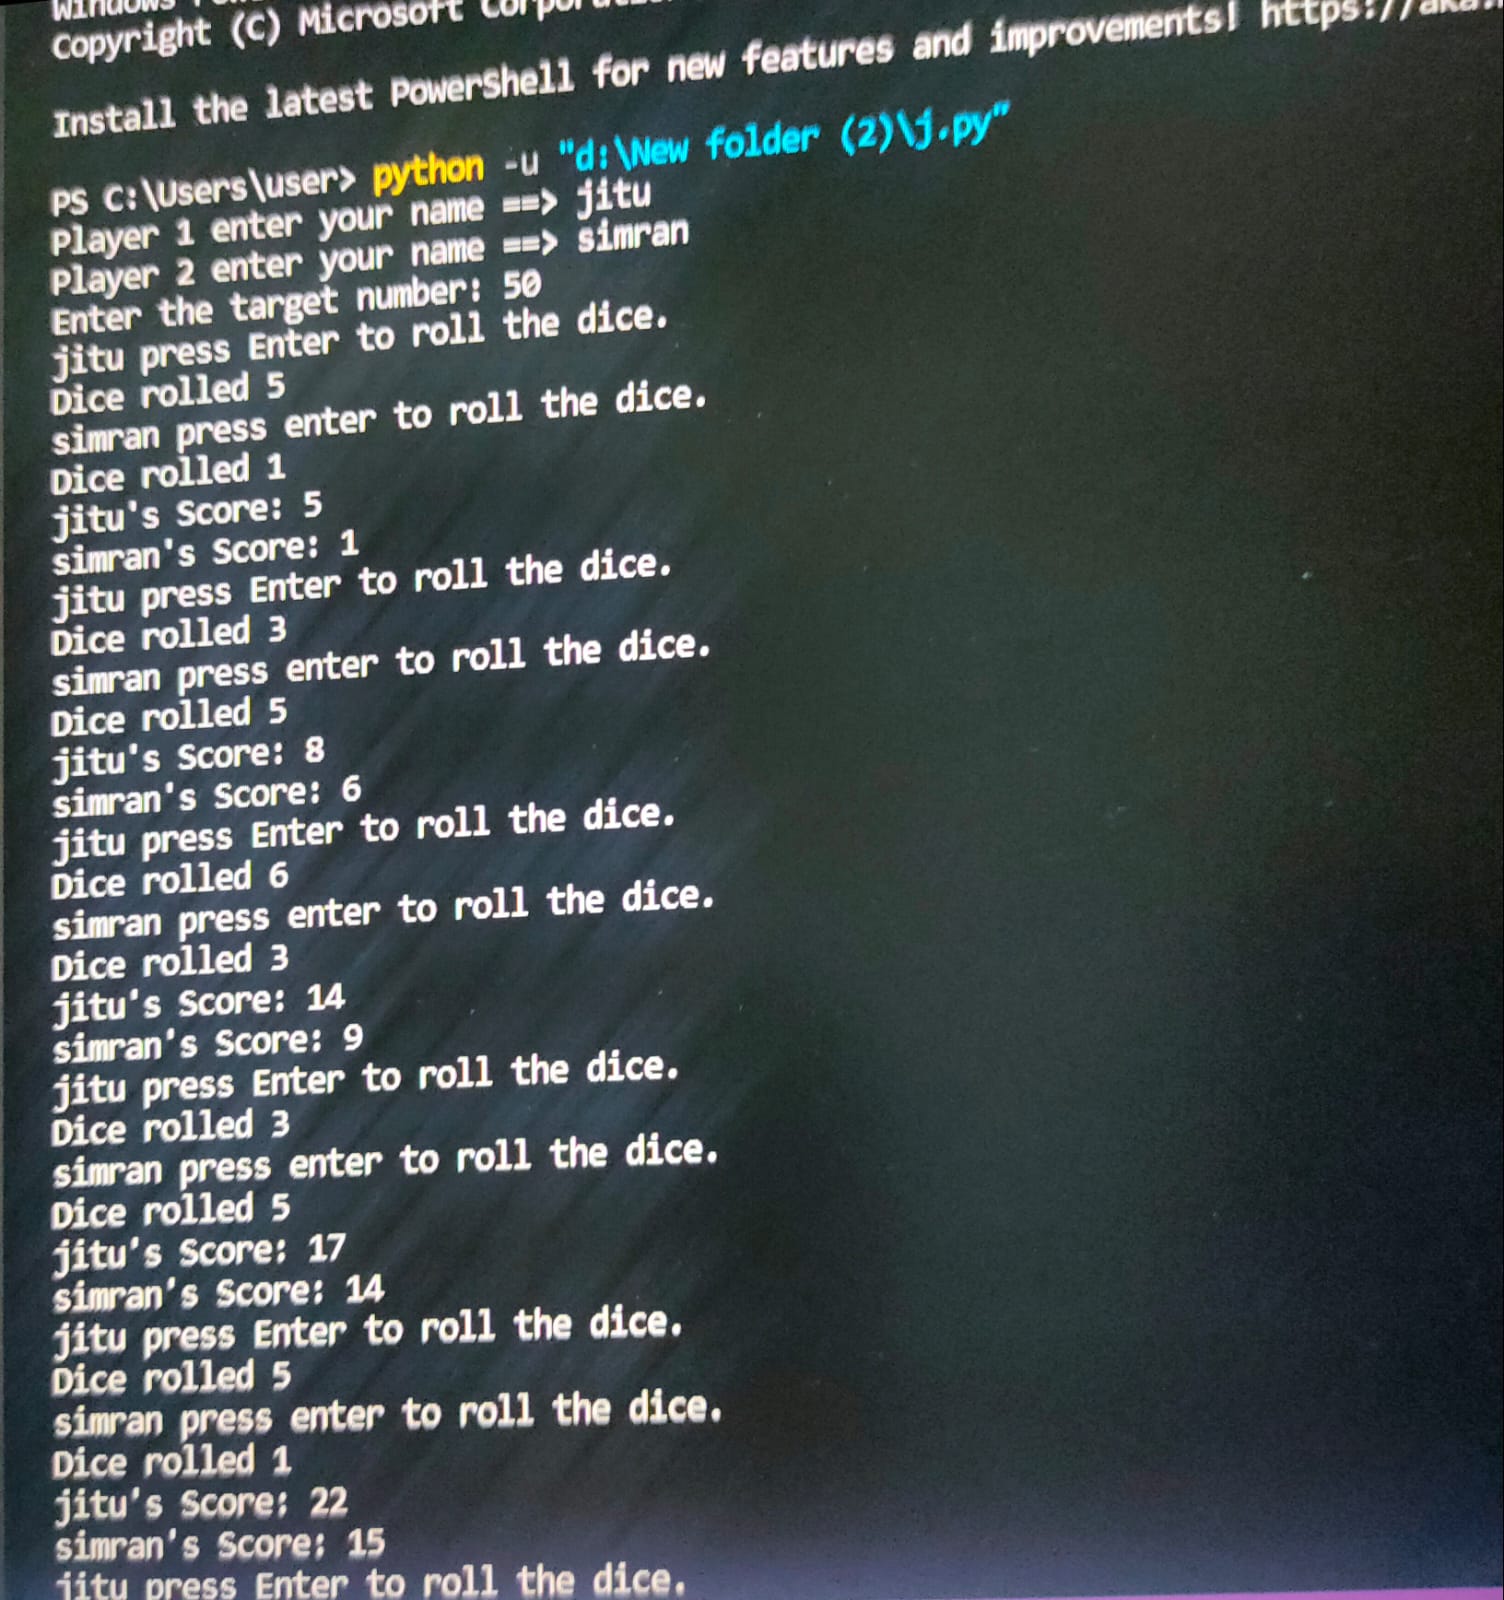 Windows
Copyright (C) Microsoft
Install the latest PowerShell for new features and improvements! https://aka.
PS C:\Users\user> python -u "d:\New folder (2)\j.py"
Player 1 enter your name ==> jitu
Player 2 enter your name ==> simran
Enter the target number: 50
jitu press Enter to roll the dice.
Dice rolled 5
simran press enter to roll the dice.
Dice rolled 1
jitu's Score: 5
simran's Score: 1
jitu press Enter to roll the dice.
Dice rolled 3
simran press enter to roll the dice.
Dice rolled 5
jitu's Score: 8
simran's Score: 6
jitu press Enter to roll the dice.
Dice rolled 6
simran press enter to roll the dice.
Dice rolled 3
jitu's Score: 14
simran's Score: 9
jitu press Enter to roll the dice.
Dice rolled 3
simran press enter to roll the dice.
Dice rolled 5
jitu's Score: 17
simran's Score: 14
jitu press Enter to roll the dice.
Dice rolled 5
simran press enter to roll the dice.
Dice rolled 1
jitu's Score: 22
simran's Score: 15
jitu press Enter to roll the dice.